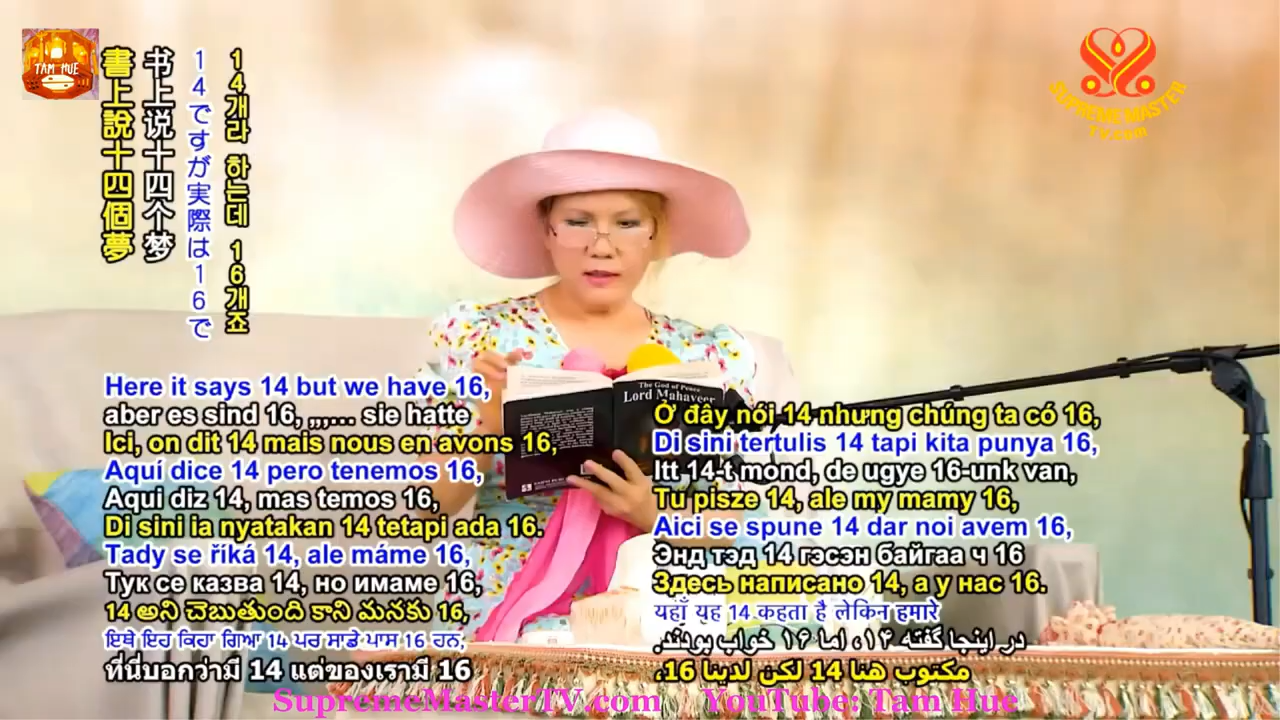 TAM HUE
SUPREME MASTER
TV.com
書上說十四個夢
书上说十四个梦
14ですが実際は16で
14개라 하는데 16개죠
The God of Peace
Lord Mahaveer
Here it says 14 but we have 16,
aber es sind 16, ,,,,… sie hatte
Ici, on dit 14 mais nous en avons 16,
Aquí dice 14 pero tenemos 16,
Aqui diz 14, mas temos 16,
Di sini ia nyatakan 14 tetapi ada 16.
Tady se říká 14, ale máme 16,
Тук се казва 14, но имаме 16,
14 అని చెబుతుంది కాని మనకు 16,
ਇਥੇ ਇਹ ਕਿਹਾ ਗਿਆ 14 ਪਰ ਸਾਡੇ ਪਾਸ 16 ਹਨ,
ที่นี่บอกว่ามี 14 แต่ของเรามี 16
Ở đây nói 14 nhưng chúng ta có 16,
Di sini tertulis 14 tapi kita punya 16,
Itt 14-t mond, de ugye 16-unk van,
Tu pisze 14, ale my mamy 16,
Aici se spune 14 dar noi avem 16,
Энд тэд 14 гэсэн байгаа ч 16
Здесь написано 14, а у нас 16.
यहाँ यह 14 कहता है लेकिन हमारे
در اینجا گفته ۱۴، اما ۱۶ خواب بودند.
مكتوب هنا 14 لكن لدينا 16،
SupremeMasterTV.com YouTube: Tam Hue